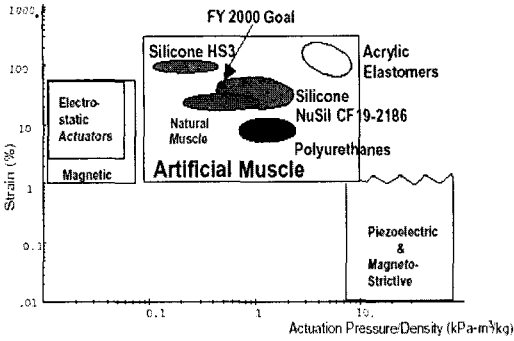 FY 2000 Goal
1000.
Silicone HS3
Acrylic
Elastomers
100
Electro-
static
Actuators
Silicone
NuSil CF19-2186
Natural
Muscle
10
Polyurethanes
Magnetic
Artificial Muscle
1
Strain (%)
Piezoelectric
&
Magneto-
Strictive
0.1
.01
0.1
1
10.
Actuation Pressure/Density (kPa-m³/kg)